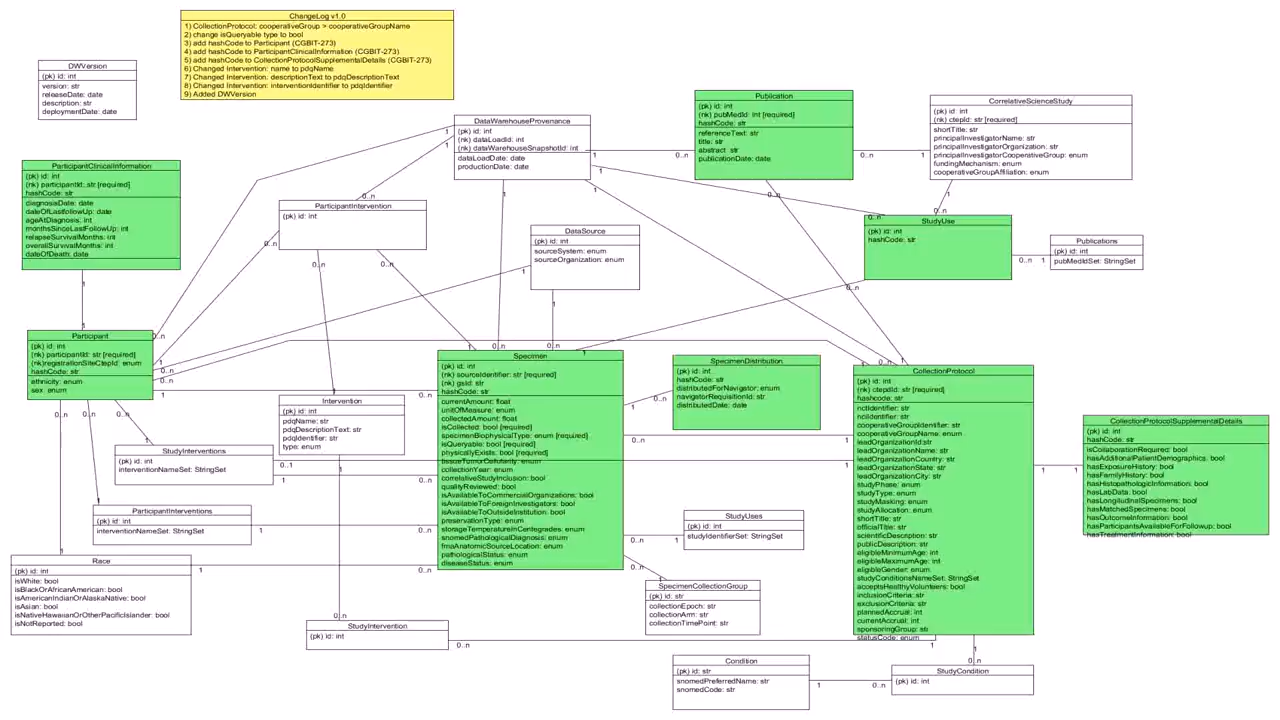 ChangeLog v1.0
1) CollectionProtocol: cooperativeGroup > cooperativeGroupName
2) change isQueryable type to bool
3) add hashCode to Participant (CGBIT-273)
4) add hashCode to ParticipantClinicalInformation (CGBIT-273)
5) add hashCode to CollectionProtocolSupplementalDetails (CGBIT-273)
6) Changed Intervention: name to pdqName
7) Changed Intervention: descriptionText to pdqDescriptionText
8) Changed Intervention: interventionIdentifier to pdqIdentifier
9) Added DWVersion
DWVersion
(pk) id: int
version: str
releaseDate: date
description: str
deploymentDate: date
DataWarehouseProvenance
(pk) id: int
(nk) dataLoadId: int
(nk) dataWarehouseSnapshotId: int
dataLoadDate: date
productionDate: date
Publication
(pk) id: int
(nk) pubMedId: int [required]
hashCode: str
referenceText: str
title: str
abstract: str
publicationDate: date
CorrelativeScienceStudy
(pk) id: int
(nk) ctepId: str [required]
shortTitle: str
principalInvestigatorName: str
principalInvestigatorOrganization: str
principalInvestigatorCooperativeGroup: enum
fundingMechanism: enum
cooperativeGroupAffiliation: enum
ParticipantClinicalInformation
(pk) id: int
(nk) participantId: str [required]
hashCode: str
diagnosisDate: date
dateOfLastfollowUp: date
ageAtDiagnosis: int
monthsSinceLastFollowUp: int
relapseSurvivalMonths: int
overallSurvivalMonths: int
dateOfDeath: date
ParticipantIntervention
(pk) id: int
DataSource
(pk) id: int
sourceSystem: enum
sourceOrganization: enum
StudyUse
(pk) id: int
hashCode: str
Publications
(pk) id: int
pubMedIdSet: StringSet
Participant
(pk) id: int
(nk) participantId: str [required]
(nk)registrationSiteCtepId: enum
hashCode: str
ethnicity: enum
sex: enum
Specimen
(pk) id: int
(nk) sourceIdentifier: str [required]
(nk) gsId: str
hashCode: str
currentAmount: float
unitOfMeasure: enum
collectedAmount: float
isCollected: bool [required]
specimenBiophysicalType: enum [required]
isQueryable: bool [required]
physicallyExists: bool [required]
tissueTumorCellularity: enum
collectionYear: enum
correlativeStudyInclusion: bool
qualityReviewed: bool
isAvailableToCommercialOrganizations: bool
isAvailableToForeignInvestigators: bool
isAvailableToOutsideInstitution: bool
preservationType: enum
storageTemperatureInCentegrades: enum
snomedPathologicalDiagnosis: enum
fmaAnatomicSourceLocation: enum
pathologicalStatus: enum
diseaseStatus: enum
SpecimenDistribution
(pk) id: int
hashCode: str
distributedForNavigator: enum
navigatorRequisitionId: str
distributedDate: date
CollectionProtocol
(pk) id: int
(nk) ctepdId: str [required]
hashcode: str
nctIdentifier: str
nciIdentifier: str
cooperativeGroupIdentifier: str
cooperativeGroupName: enum
leadOrganizationId:str
leadOrganizationName: str
leadOrganizationCountry: str
leadOrganizationState: str
leadOrganizationCity: str
studyPhase: enum
studyType: enum
studyMasking: enum
studyAllocation: enum
shortTitle: str
officialTitle: str
scientificDescription: str
publicDescription: str
eligibleMinimumAge: int
eligibleMaximumAge: int
eligibleGender: enum
studyConditionsNameSet: StringSet
acceptsHealthyVolunteers: bool
inclusionCriteria: str
exclusionCriteria: str
plannedAccrual: int
currentAccrual: int
sponsoringGroup: str
statusCode: enum
CollectionProtocolSupplementalDetails
(pk) id: int
hashCode: str
isCollaborationRequired: bool
hasAdditionalPatientDemographics: bool
hasExposureHistory: bool
hasFamilyHistory: bool
hasHistopathologicInformation: bool
hasLabData: bool
hasLongitudinalSpecimens: bool
hasMatchedSpecimens: bool
hasOutcomeInformation: bool
hasParticipantsAvailableForFollowup: bool
hasTreatmentInformation: bool
Intervention
(pk) id: int
pdqName: str
pdqDescriptionText: str
pdqIdentifier: str
type: enum
StudyInterventions
(pk) id: int
interventionNameSet: StringSet
ParticipantInterventions
(pk) id: int
interventionNameSet: StringSet
Race
(pk) id: int
isWhite: bool
isBlackOrAfricanAmerican: bool
isAmericanIndianOrAlaskaNative: bool
isAsian: bool
isNativeHawaiianOrOtherPacificIslander: bool
isNotReported: bool
StudyUses
(pk) id: int
studyIdentifierSet: StringSet
SpecimenCollectionGroup
(pk) id: str
collectionEpoch: str
collectionArm: str
collectionTimePoint: str
StudyIntervention
(pk) id: int
Condition
(pk) id: str
snomedPreferredName: str
snomedCode: str
StudyCondition
(pk) id: int